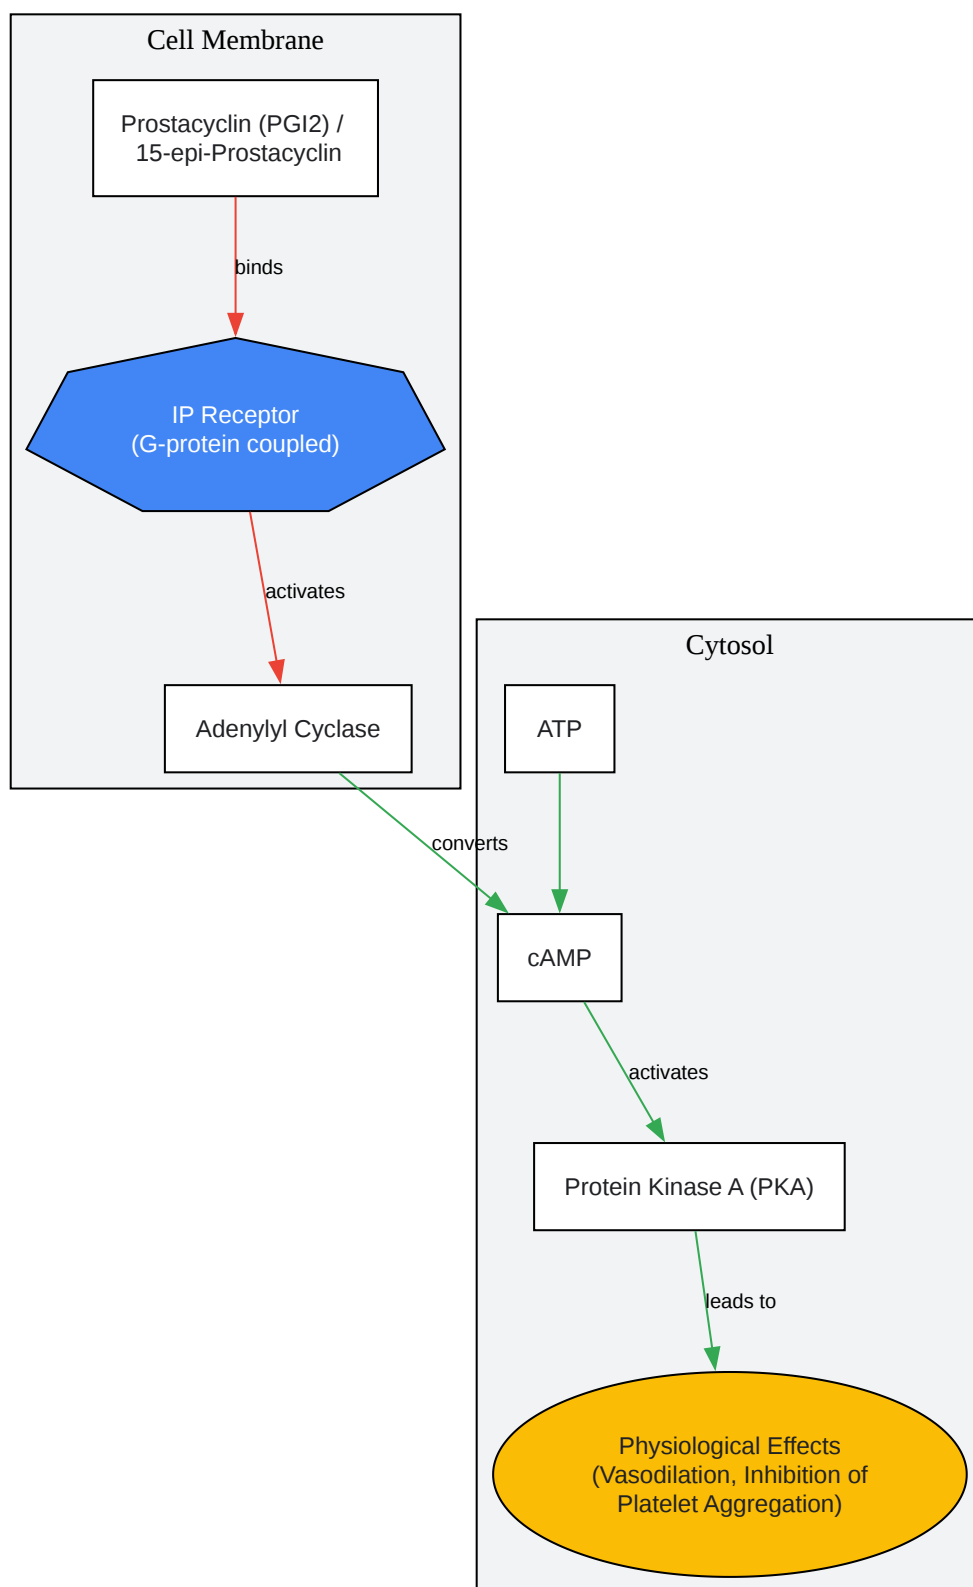 Cell Membrane
Prostacyclin (PGI2) /
15-epi-Prostacyclin
binds
IP Receptor
(G-protein coupled)
activates
Adenylyl Cyclase
Cytosol
ATP
converts
cAMP
activates
Protein Kinase A (PKA)
leads to
Physiological Effects
(Vasodilation, Inhibition of
Platelet Aggregation)